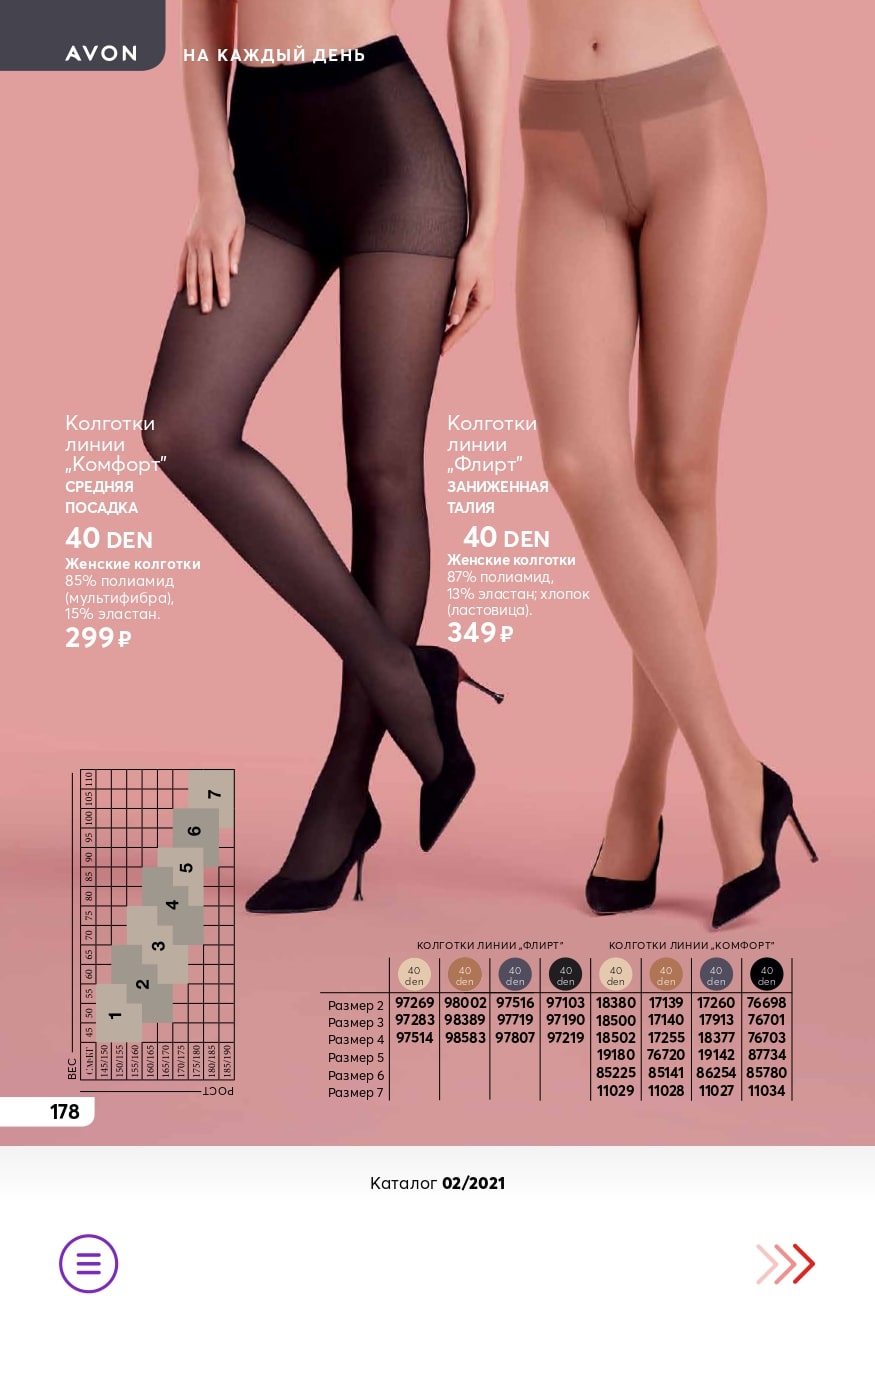 AVON
НА КАЖДЫЙ ДЕНЬ
Колготки
линии
„Комфорт”
СРЕДНЯЯ
ПОСАДКА
40 DEN
Женские колготки
85% полиамид
(мультифибра),
15% эластан.
299 ₽
Колготки
линии
„Флирт”
ЗАНИЖЕННАЯ
ТАЛИЯ
40 DEN
Женские колготки
87% полиамид,
13% эластан; хлопок
(ластовица).
349 ₽
110
105
100
95
90
85
80
75
70
65
60
55
50
45
7
6
5
4
3
2
1
145/150 150/155 155/160 160/165 165/170 170/175 175/180 180/185 185/190
ВЕС
РОСТ
КОЛГОТКИ ЛИНИИ „ФЛИРТ” КОЛГОТКИ ЛИНИИ „КОМФОРТ”
40 40 40 40 40 40 40 40
den den den den den den den den
Размер 2 97269 98002 97516 97103 18380 17139 17260 76698
Размер 3 97283 98389 97719 97190 18500 17140 17913 76701
Размер 4 97514 98583 97807 97219 18502 17255 18377 76703
Размер 5 19180 76720 19142 87734
Размер 6 85225 85141 86254 85780
Размер 7 11029 11028 11027 11034
178
Каталог 02/2021